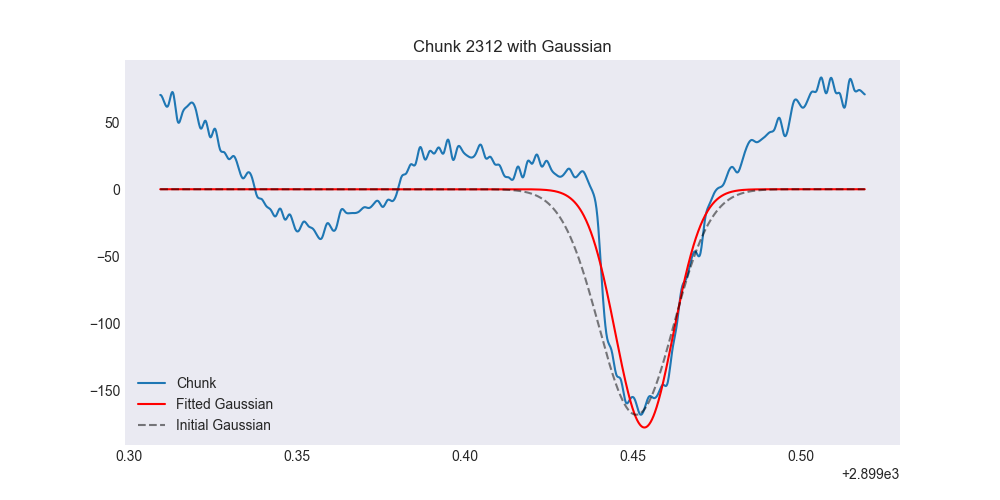 Chunk 2312 with Gaussian
50
0
−50
−100
−150
Chunk
Fitted Gaussian
Initial Gaussian
0.30 0.35 0.40 0.45 0.50
+2.899e3